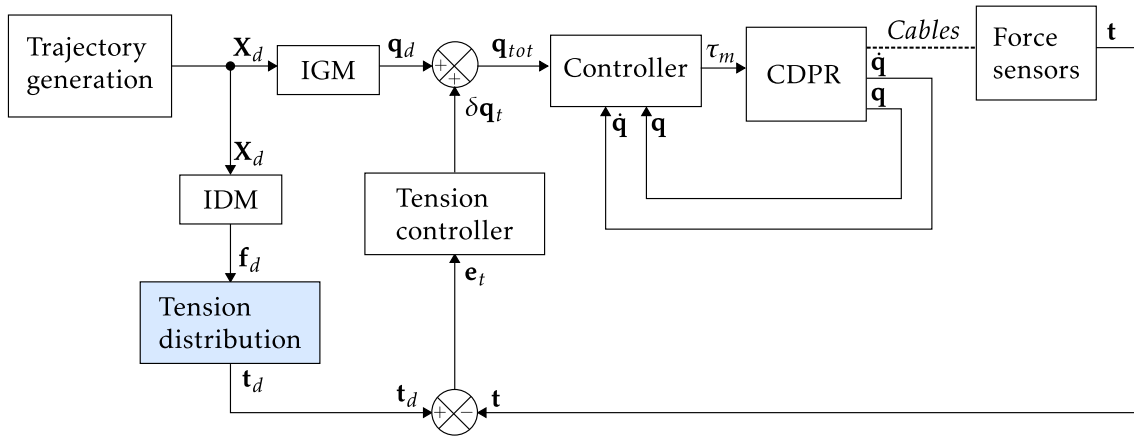 Trajectory
generation
X_d
IGM
q_d
+
+
q_tot
Controller
τ_m
CDPR
Cables
Force
sensors
t
q̇
q
q̇
q
δq_t
X_d
IDM
Tension
controller
f_d
e_t
Tension
distribution
t_d
t_d
+
−
t